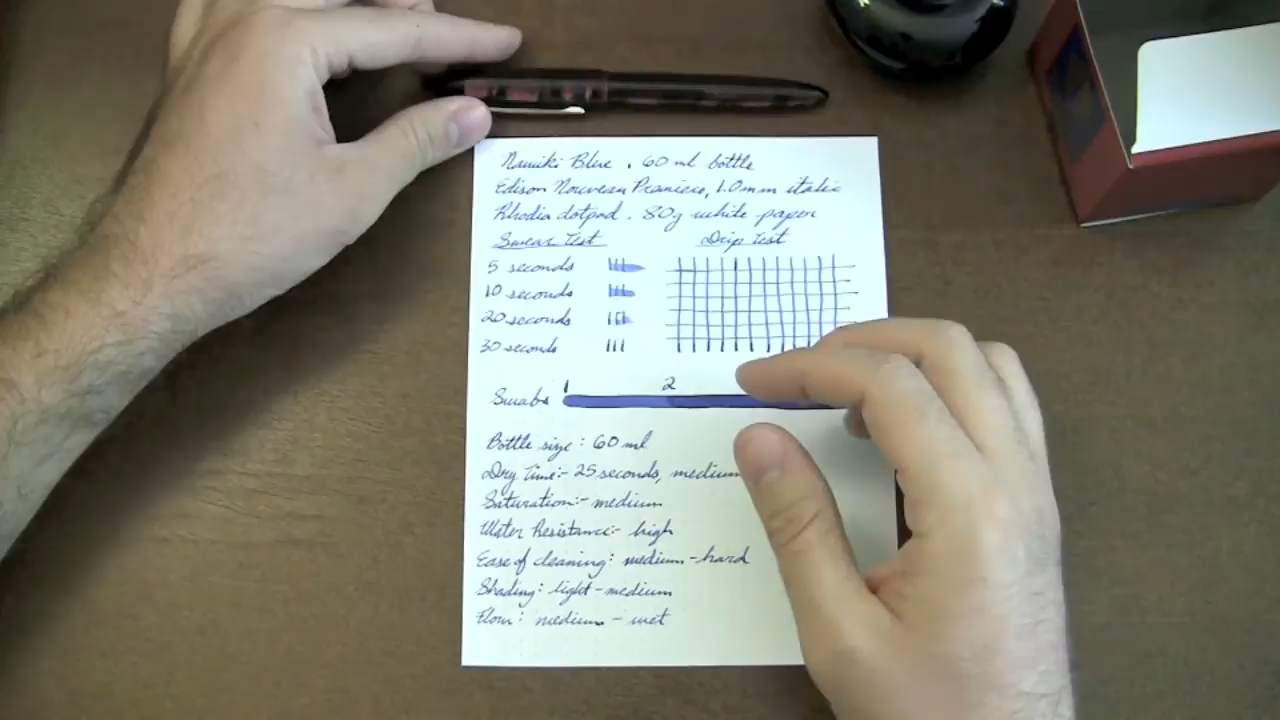 Namiki Blue, 60 ml bottle
Edison Nouveau Premiere, 1.0mm italic
Rhodia dotpad, 80g white paper
Smear Test
Drip Test
5 seconds
10 seconds
20 seconds
30 seconds
Swabs 1 2
Bottle size: 60 ml
Dry Time:- 25 seconds, medium
Saturation:- medium
Water Resistance:- high
Ease of cleaning: medium-hard
Shading: light-medium
Flow: medium - wet